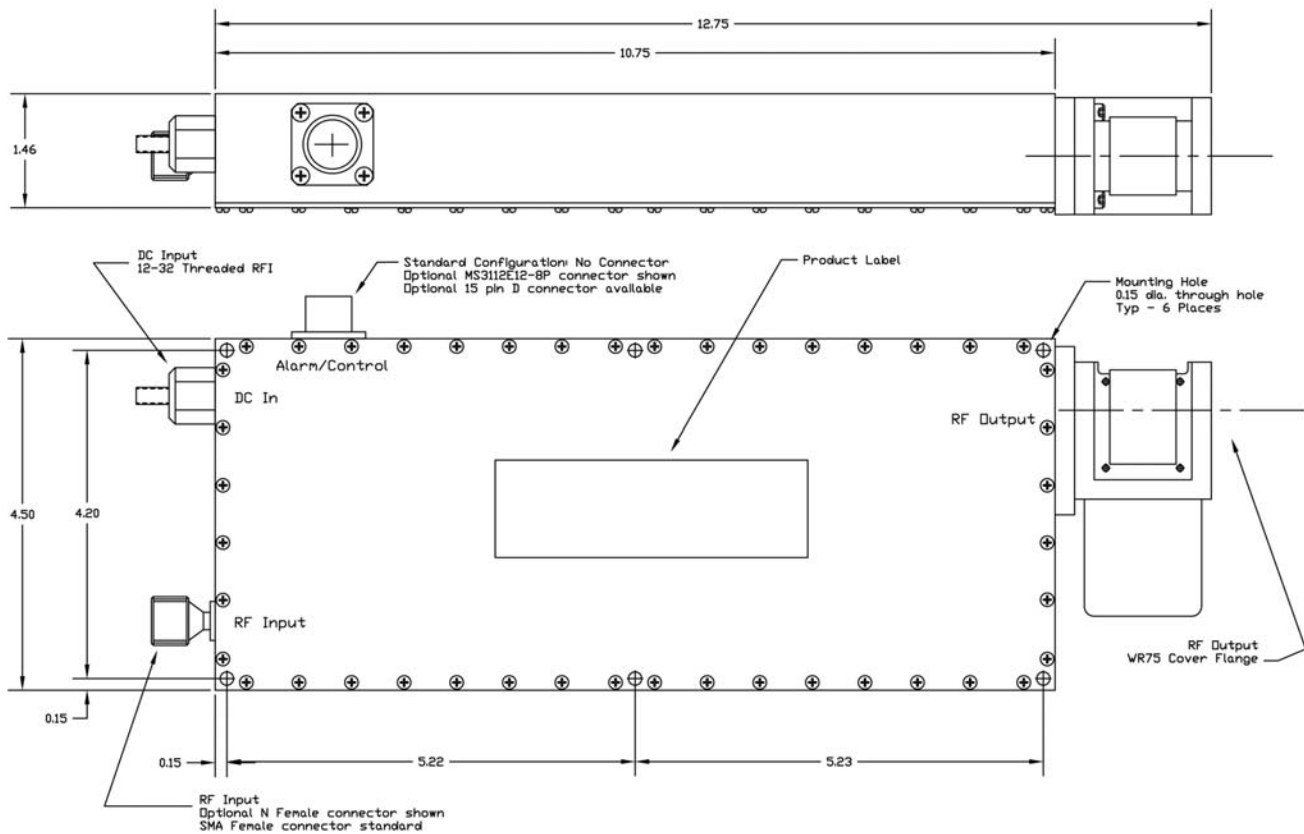 12.75
10.75
1.46
DC Input
12-32 Threaded RFI
Standard Configuration: No Connector
Optional MS3112E12-8P connector shown
Optional 15 pin D connector available
Product Label
Mounting Hole
0.15 dia. through hole
Typ - 6 Places
Alarm/Control
DC In
RF Output
4.50
4.20
RF Input
RF Output
WR75 Cover Flange
0.15
0.15
5.22
5.23
RF Input
Optional N Female connector shown
SMA Female connector standard